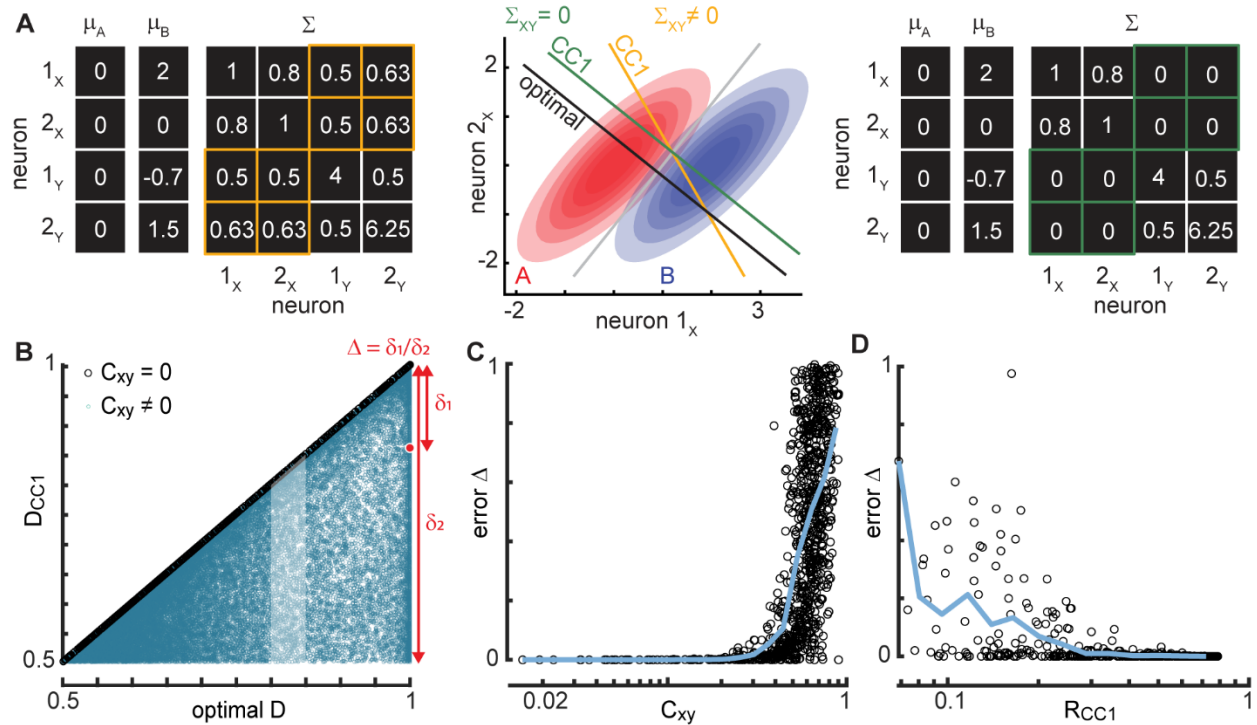 A
μA μB Σ
neuron
1X 0 2 1 0.8 0.5 0.63
2X 0 0 0.8 1 0.5 0.63
1Y 0 -0.7 0.5 0.5 4 0.5
2Y 0 1.5 0.63 0.63 0.5 6.25
1X 2X 1Y 2Y
neuron
ΣXY = 0 ΣXY ≠ 0
CC1
CC1
optimal
neuron 2X
2
-2
A
B
-2 3
neuron 1X
μA μB Σ
neuron
1X 0 2 1 0.8 0 0
2X 0 0 0.8 1 0 0
1Y 0 -0.7 0 0 4 0.5
2Y 0 1.5 0 0 0.5 6.25
1X 2X 1Y 2Y
neuron
B
Δ = δ1/δ2
Cxy = 0
Cxy ≠ 0
δ1
δ2
DCC1
1
0.5
0.5 1
optimal D
C
error Δ
1
0
0.02 1
Cxy
D
error Δ
1
0
0.1 1
RCC1